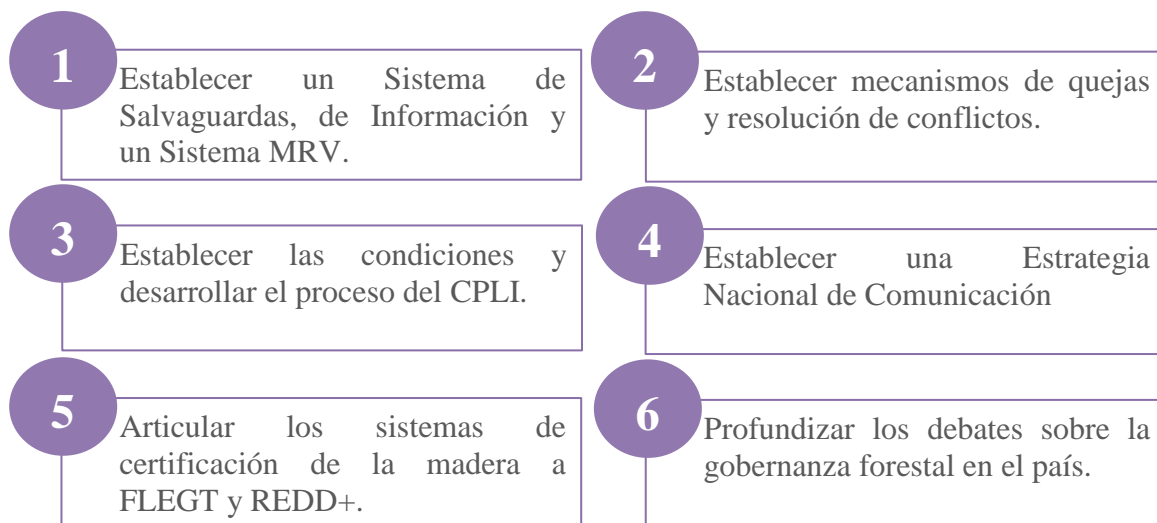 1
Establecer un Sistema de
Salvaguardas, de Información y
un Sistema MRV.
2
Establecer mecanismos de quejas
y resolución de conflictos.
3
Establecer las condiciones y
desarrollar el proceso del CPLI.
4
Establecer una Estrategia
Nacional de Comunicación
5
Articular los sistemas de
certificación de la madera a
FLEGT y REDD+.
6
Profundizar los debates sobre la
gobernanza forestal en el país.